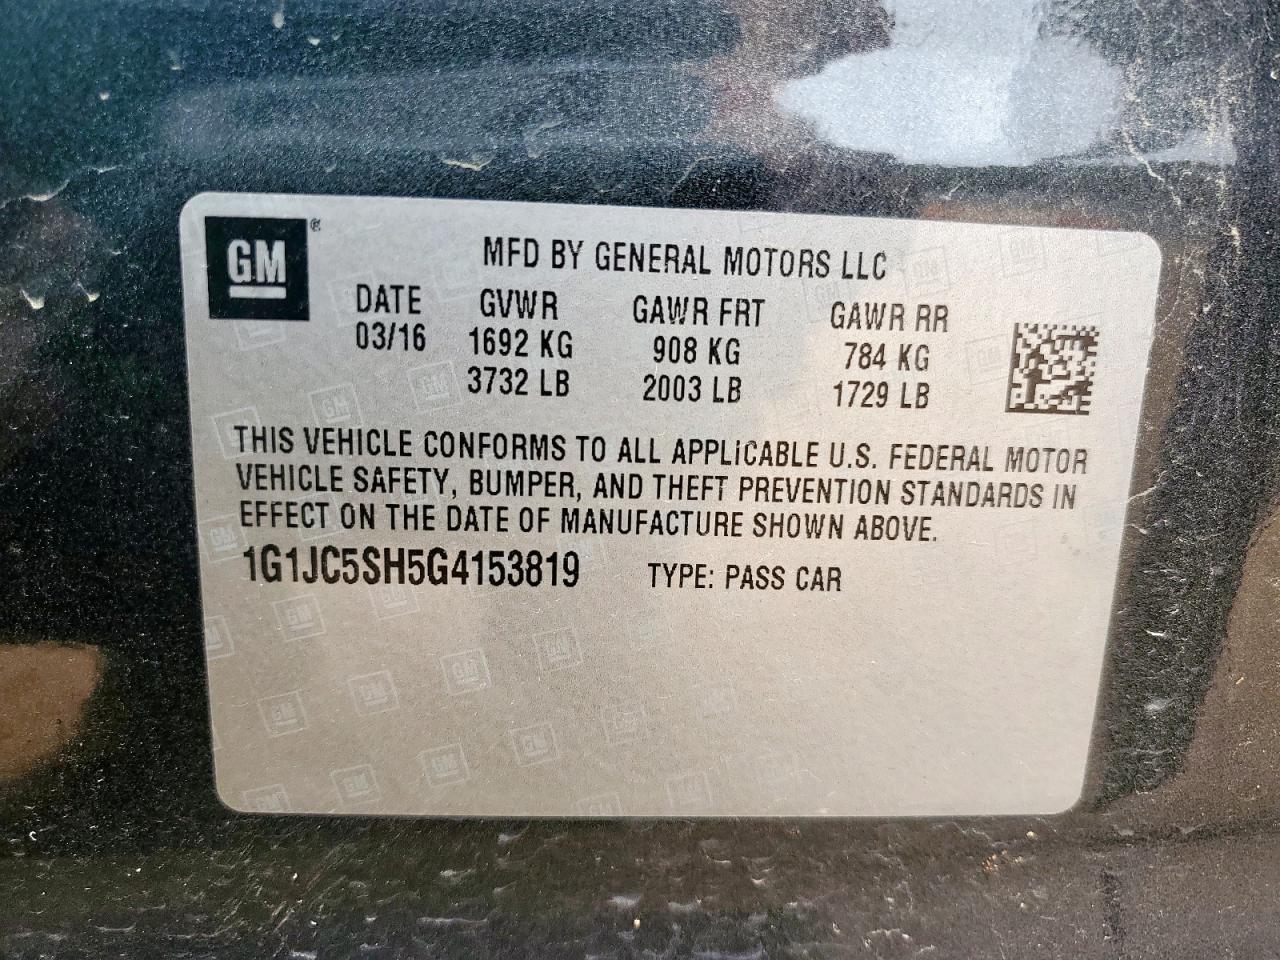 GM ®
MFD BY GENERAL MOTORS LLC
DATE GVWR GAWR FRT GAWR RR
03/16 1692 KG 908 KG 784 KG
3732 LB 2003 LB 1729 LB
THIS VEHICLE CONFORMS TO ALL APPLICABLE U.S. FEDERAL MOTOR
VEHICLE SAFETY, BUMPER, AND THEFT PREVENTION STANDARDS IN
EFFECT ON THE DATE OF MANUFACTURE SHOWN ABOVE.
1G1JC5SH5G4153819 TYPE: PASS CAR